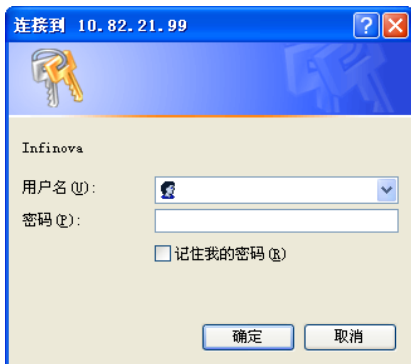 连接到 10.82.21.99
Infinova
用户名(U):
密码(P):
记住我的密码(R)
确定 取消